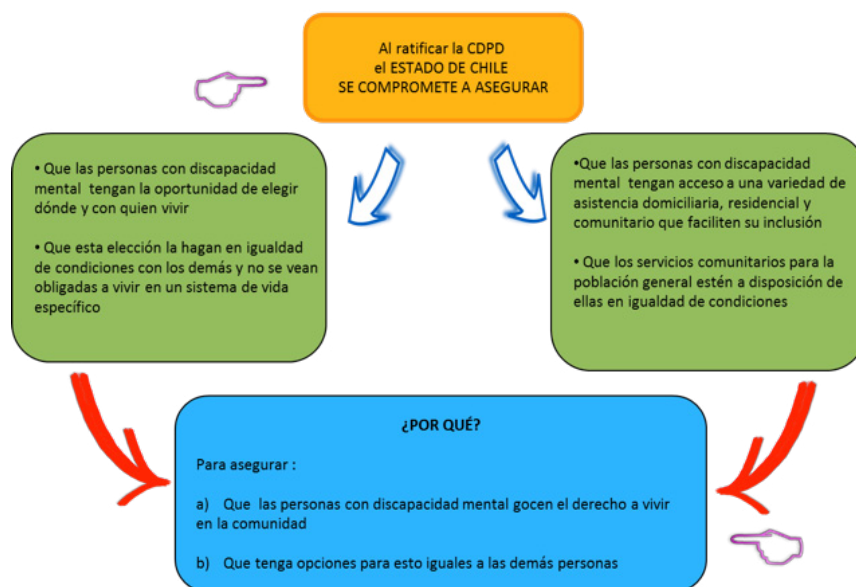 Al ratificar la CDPD
el ESTADO DE CHILE
SE COMPROMETE A ASEGURAR
• Que las personas con discapacidad
mental tengan la oportunidad de elegir
dónde y con quien vivir
• Que esta elección la hagan en igualdad
de condiciones con los demás y no se vean
obligadas a vivir en un sistema de vida
específico
•Que las personas con discapacidad
mental tengan acceso a una variedad de
asistencia domiciliaria, residencial y
comunitario que faciliten su inclusión
• Que los servicios comunitarios para la
población general estén a disposición de
ellas en igualdad de condiciones
¿POR QUÉ?
Para asegurar :
a) Que las personas con discapacidad mental gocen el derecho a vivir
en la comunidad
b) Que tenga opciones para esto iguales a las demás personas